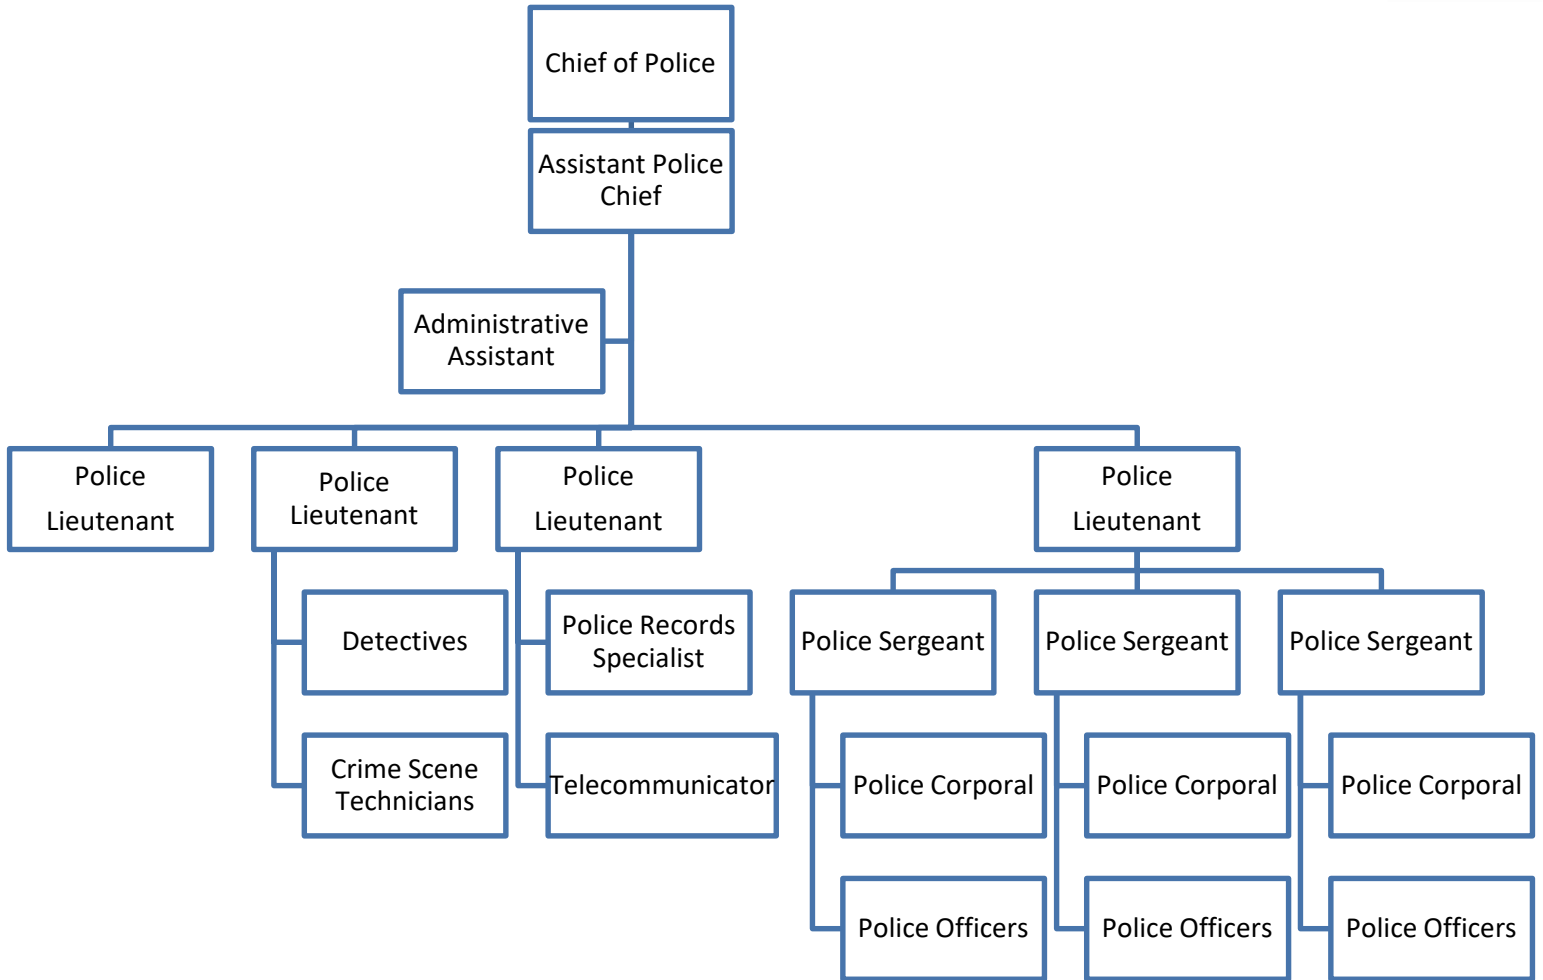 Chief of Police
Assistant Police
Chief
Administrative
Assistant
Police
Lieutenant
Police
Lieutenant
Police
Lieutenant
Police
Lieutenant
Detectives
Police Records
Specialist
Police Sergeant
Police Sergeant
Police Sergeant
Crime Scene
Technicians
Telecommunicator
Police Corporal
Police Corporal
Police Corporal
Police Officers
Police Officers
Police Officers